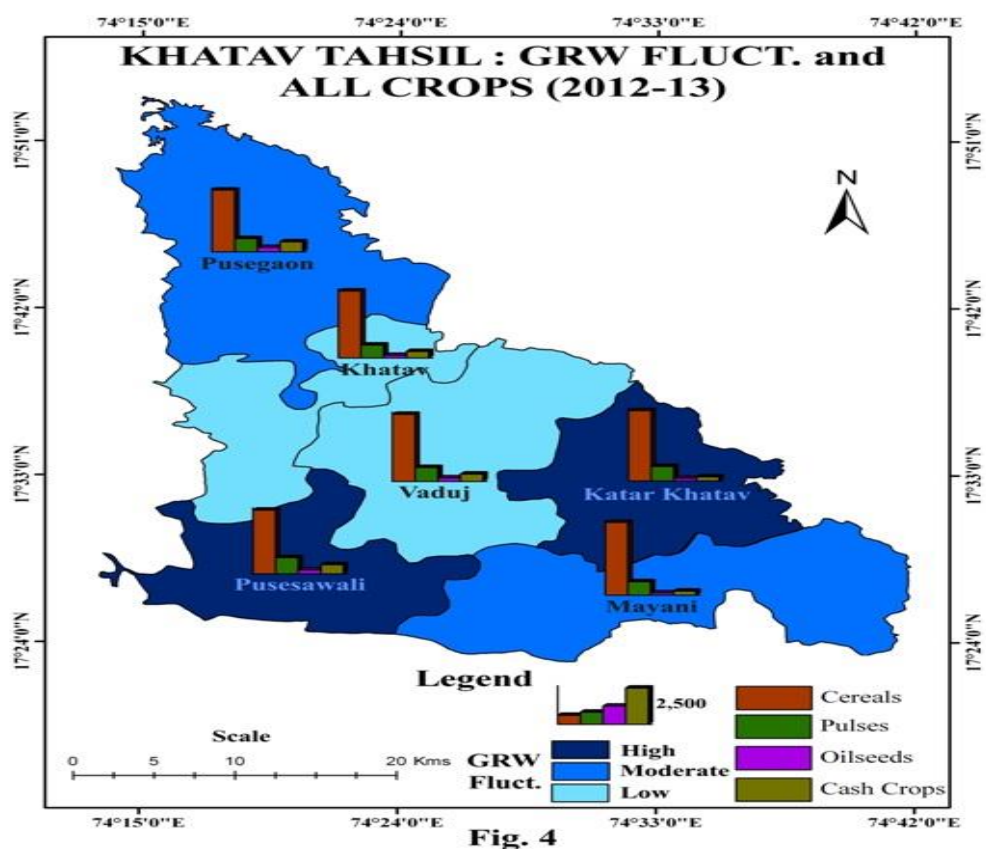 74°15'0"E 74°24'0"E 74°33'0"E 74°42'0"E
KHATAV TAHSIL : GRW FLUCT. and
ALL CROPS (2012-13)
17°51'0"N 17°51'0"N
N
Pusegaon
17°42'0"N 17°42'0"N
Khatav
17°33'0"N 17°33'0"N
Vaduj
Katar Khatav
Pusesawali
Mayani
17°24'0"N 17°24'0"N
Legend
2,500
Cereals
Pulses
Oilseeds
Cash Crops
GRW
Fluct.
High
Moderate
Low
Scale
0 5 10 20 Kms
74°15'0"E 74°24'0"E 74°33'0"E 74°42'0"E
Fig. 4